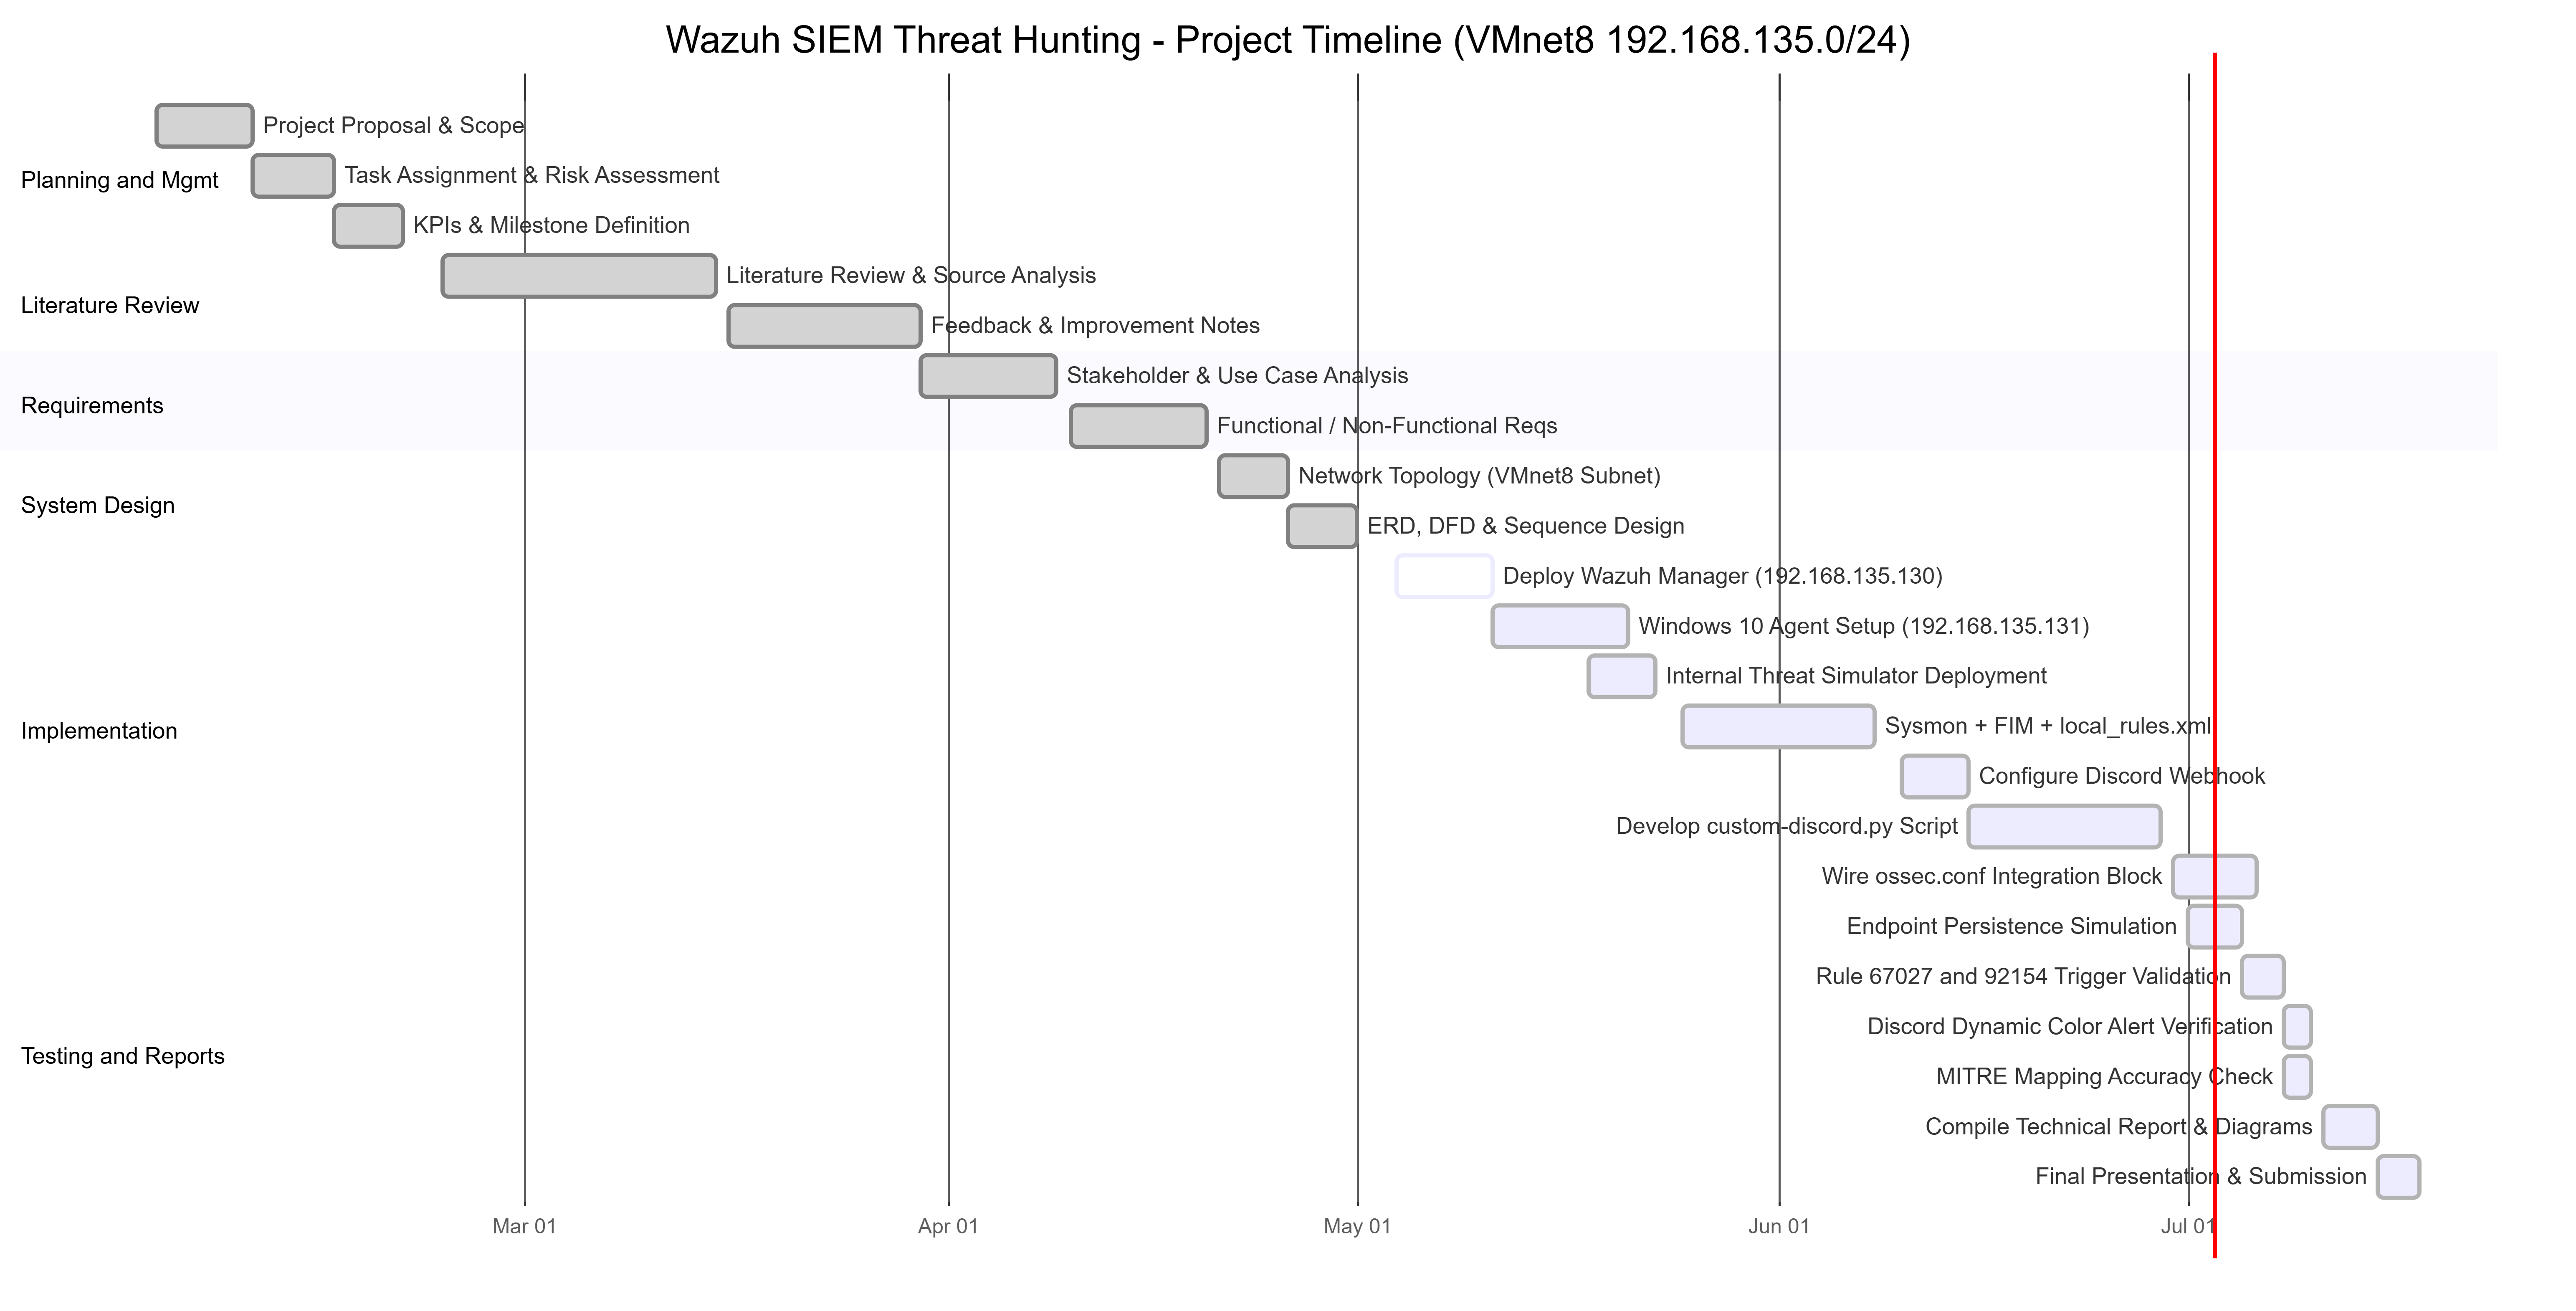 Wazuh SIEM Threat Hunting - Project Timeline (VMnet8 192.168.135.0/24)
Planning and Mgmt
Project Proposal & Scope
Task Assignment & Risk Assessment
KPIs & Milestone Definition
Literature Review
Literature Review & Source Analysis
Feedback & Improvement Notes
Requirements
Stakeholder & Use Case Analysis
Functional / Non-Functional Reqs
System Design
Network Topology (VMnet8 Subnet)
ERD, DFD & Sequence Design
Implementation
Deploy Wazuh Manager (192.168.135.130)
Windows 10 Agent Setup (192.168.135.131)
Internal Threat Simulator Deployment
Sysmon + FIM + local_rules.xml
Configure Discord Webhook
Develop custom-discord.py Script
Wire ossec.conf Integration Block
Testing and Reports
Endpoint Persistence Simulation
Rule 67027 and 92154 Trigger Validation
Discord Dynamic Color Alert Verification
MITRE Mapping Accuracy Check
Compile Technical Report & Diagrams
Final Presentation & Submission
Mar 01
Apr 01
May 01
Jun 01
Jul 01